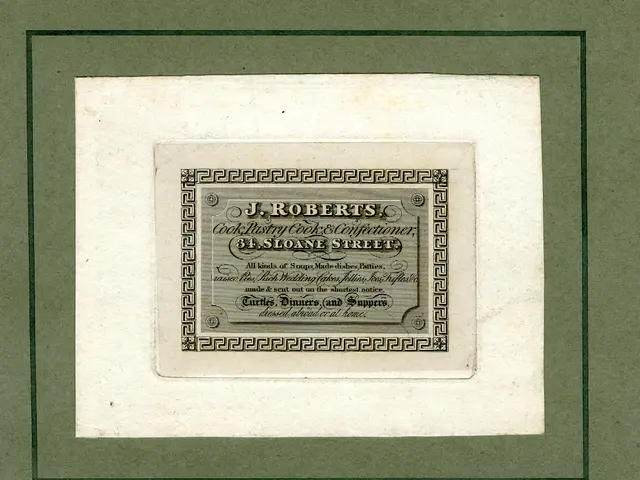 J. ROBERTS.
Cook, Pastry Cook & Confectioner,
34, SLOANE STREET.
All kinds of Soups, Made dishes, Patties,
raised Pies, Rich Wedding Cakes, Jellies, Ices, Trifles &c
made & sent out on the shortest notice.
Turtles, Dinners, and Suppers
dressed abroad or at home.